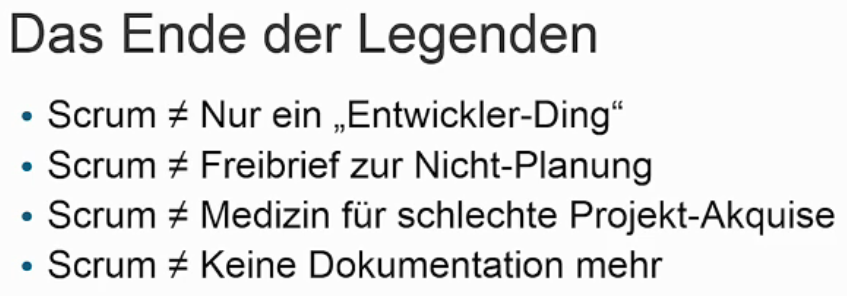 Das Ende der Legenden
• Scrum ≠ Nur ein „Entwickler-Ding“
• Scrum ≠ Freibrief zur Nicht-Planung
• Scrum ≠ Medizin für schlechte Projekt-Akquise
• Scrum ≠ Keine Dokumentation mehr